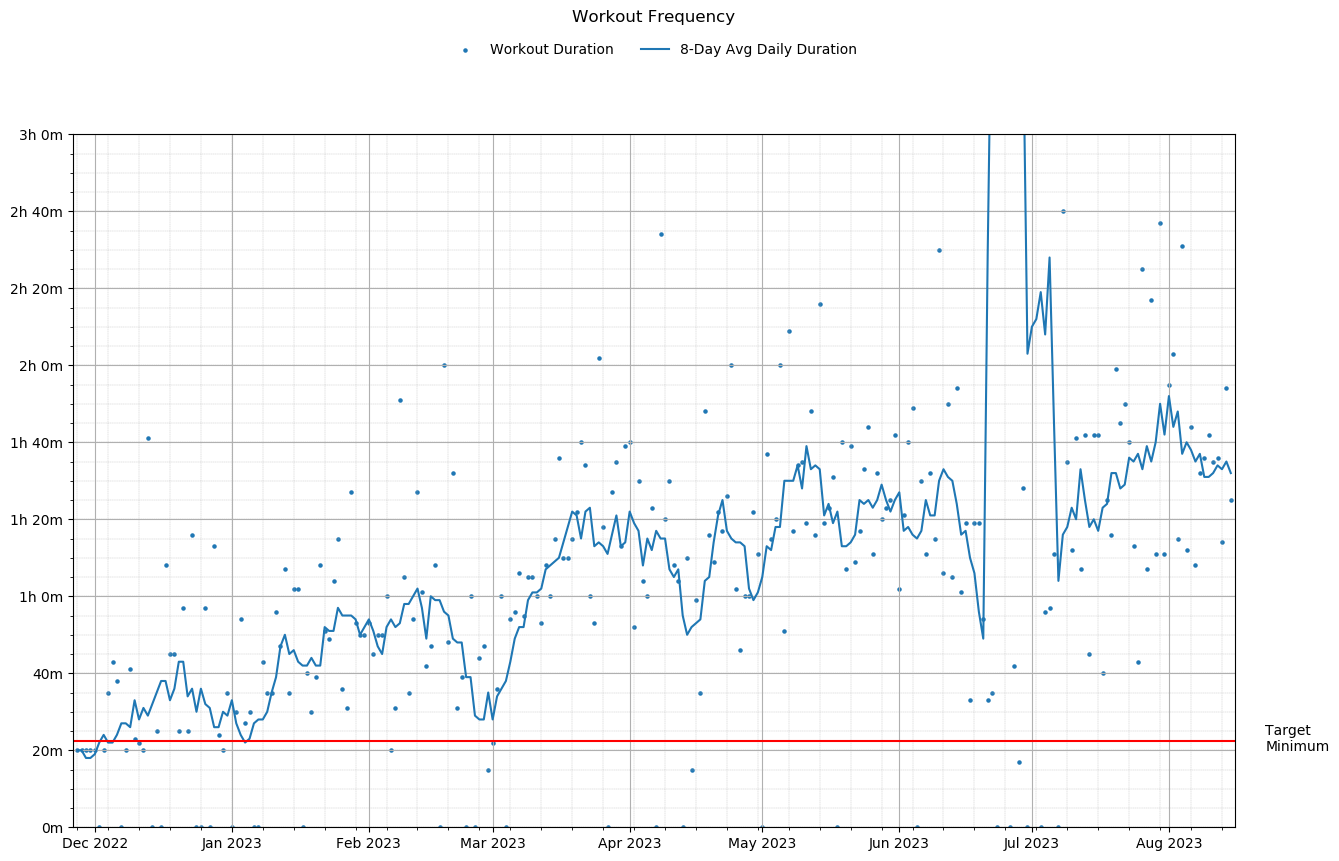 Workout Frequency
Workout Duration
8-Day Avg Daily Duration
3h 0m
2h 40m
2h 20m
2h 0m
1h 40m
1h 20m
1h 0m
40m
20m
0m
Target
Minimum
Dec 2022
Jan 2023
Feb 2023
Mar 2023
Apr 2023
May 2023
Jun 2023
Jul 2023
Aug 2023